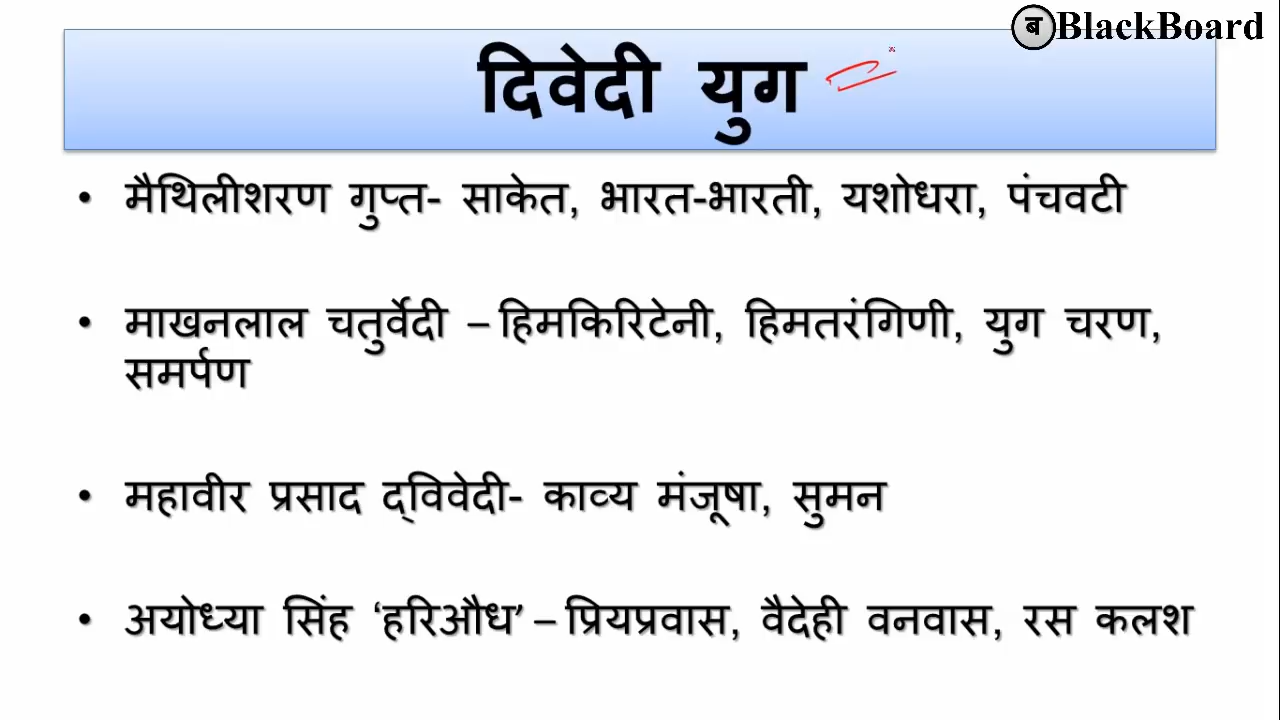 ब BlackBoard
दिवेदी युग
• मैथिलीशरण गुप्त- साकेत, भारत-भारती, यशोधरा, पंचवटी
• माखनलाल चतुर्वेदी – हिमकिरिटेनी, हिमतरंगिणी, युग चरण,
समर्पण
• महावीर प्रसाद द्विवेदी- काव्य मंजूषा, सुमन
• अयोध्या सिंह ‘हरिऔध’ – प्रियप्रवास, वैदेही वनवास, रस कलश